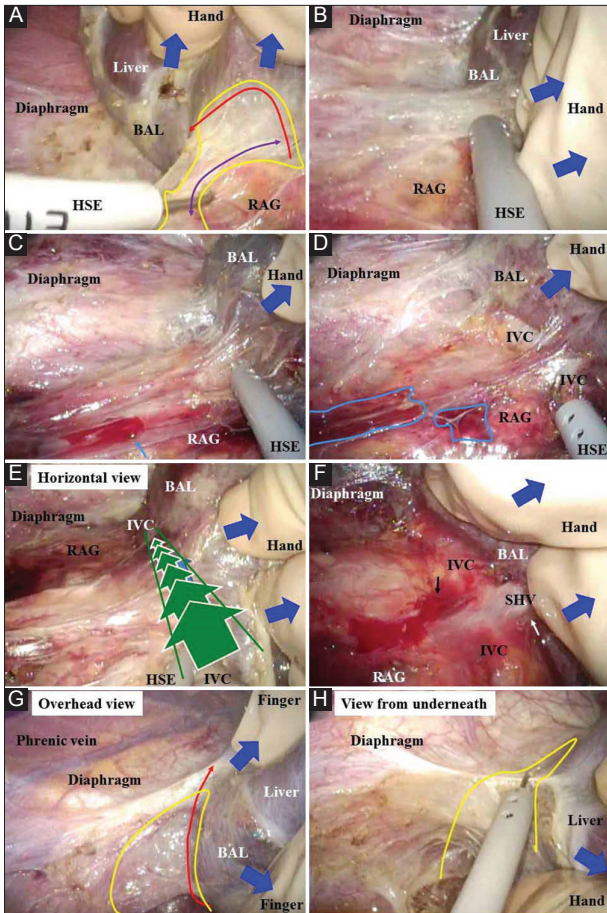 A
Hand
Liver
Diaphragm
BAL
HSE
RAG
B
Liver
BAL
Diaphragm
Hand
RAG
HSE
C
BAL
Diaphragm
Hand
RAG
HSE
D
Hand
Diaphragm
BAL
IVC
IVC
RAG
HSE
E
Horizontal view
BAL
Diaphragm
IVC
RAG
Hand
HSE
IVC
F
Diaphragm
Hand
BAL
IVC
SHV
IVC
RAG
G
Overhead view
Finger
Phrenic vein
Diaphragm
Liver
BAL
Finger
H
View from underneath
Diaphragm
Liver
Hand